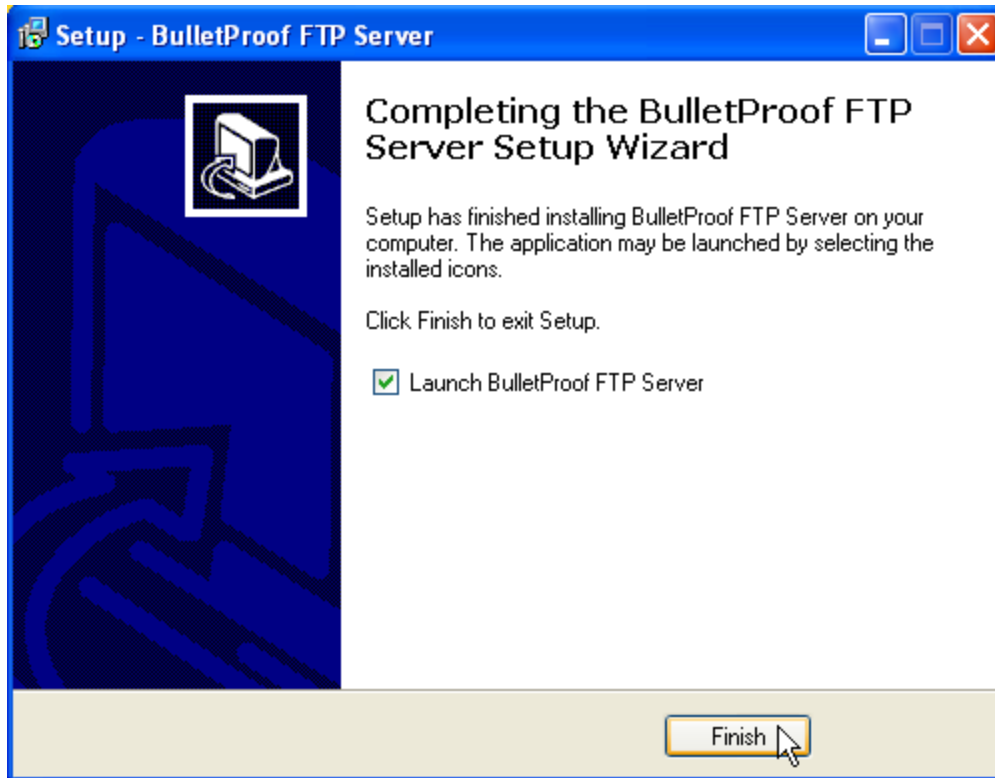 Setup - BulletProof FTP Server
Completing the BulletProof FTP
Server Setup Wizard
Setup has finished installing BulletProof FTP Server on your
computer. The application may be launched by selecting the
installed icons.
Click Finish to exit Setup.
Launch BulletProof FTP Server
Finish